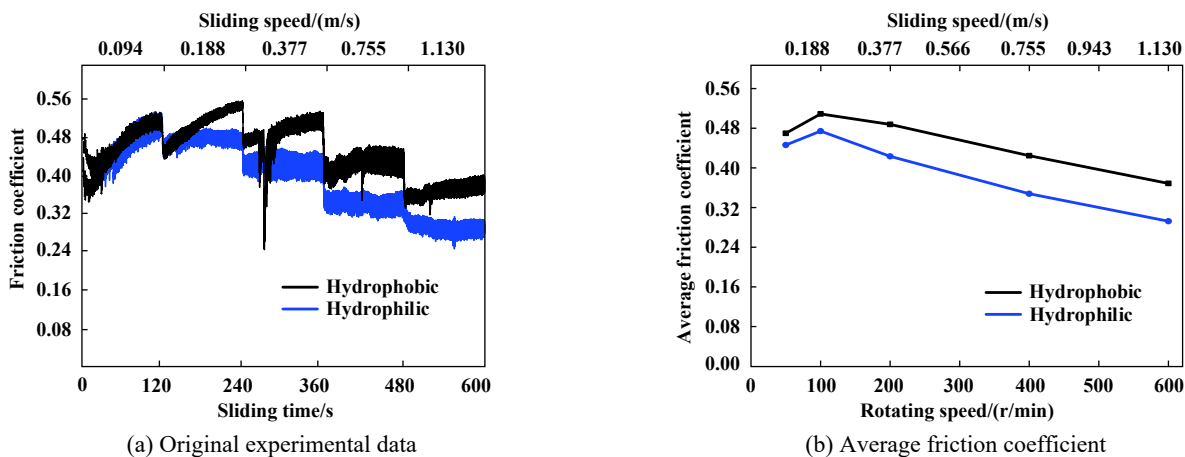 Sliding speed/(m/s)
0.094 0.188 0.377 0.755 1.130
Friction coefficient
0.56
0.48
0.40
0.32
0.24
0.16
0.08
Hydrophobic
Hydrophilic
0 120 240 360 480 600
Sliding time/s
(a) Original experimental data
Sliding speed/(m/s)
0.188 0.377 0.566 0.755 0.943 1.130
Average friction coefficient
0.56
0.48
0.40
0.32
0.24
0.16
0.08
0.00
Hydrophobic
Hydrophilic
0 100 200 300 400 500 600
Rotating speed/(r/min)
(b) Average friction coefficient